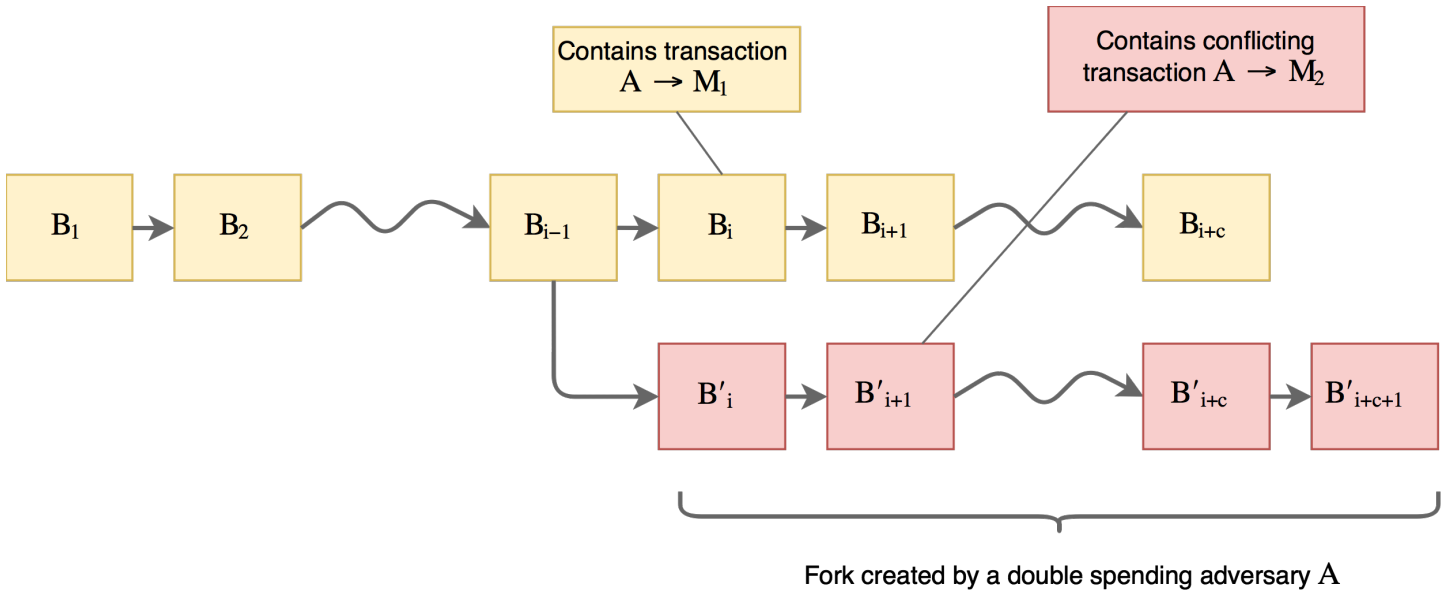 Contains transaction
A → M₁
Contains conflicting
transaction A → M₂
B₁
B₂
Bᵢ₋₁
Bᵢ
Bᵢ₊₁
B_{i+c}
B′ᵢ
B′ᵢ₊₁
B′_{i+c}
B′_{i+c+1}
Fork created by a double spending adversary A